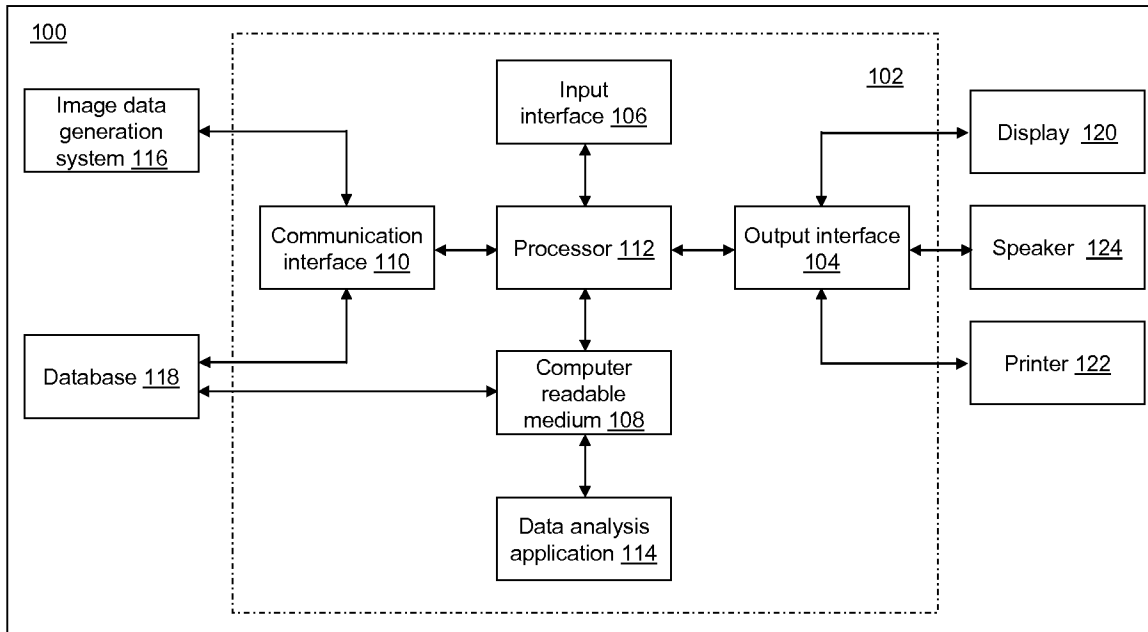 100
102
Image data
generation
system 116
Input
interface 106
Display 120
Communication
interface 110
Processor 112
Output interface
104
Speaker 124
Database 118
Computer
readable
medium 108
Printer 122
Data analysis
application 114